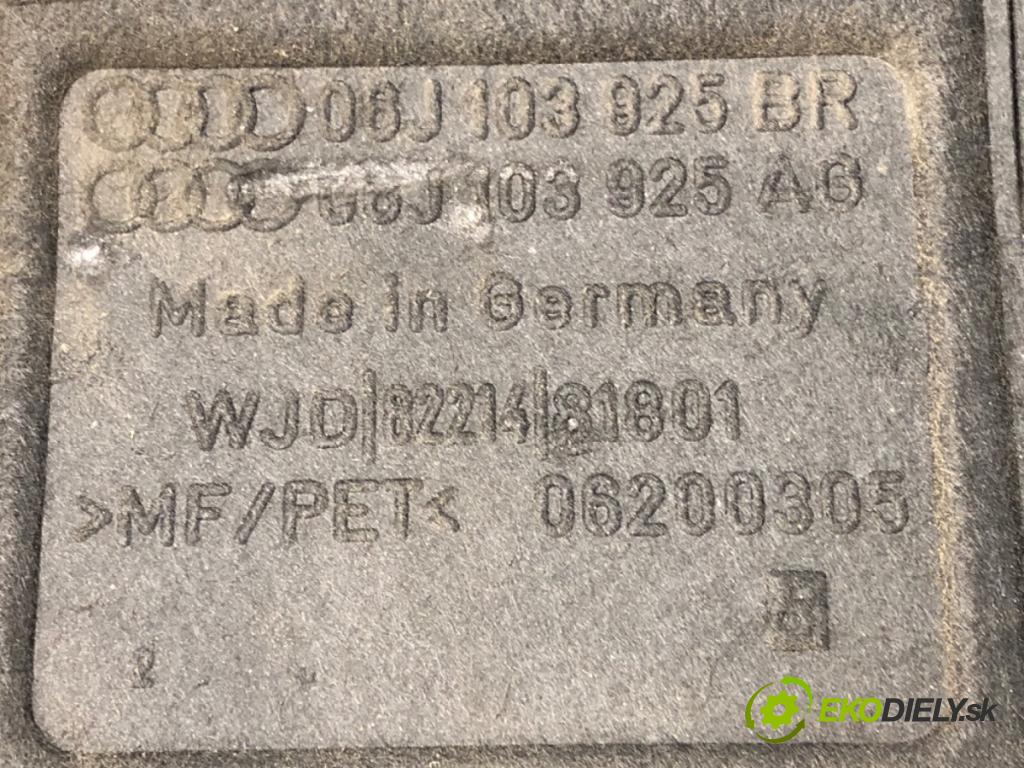 06J 103 925 BR
06J 103 925 AG
Made in Germany
WJD|82214|81801
>MF/PET< 06200305
EKODIELY.sk